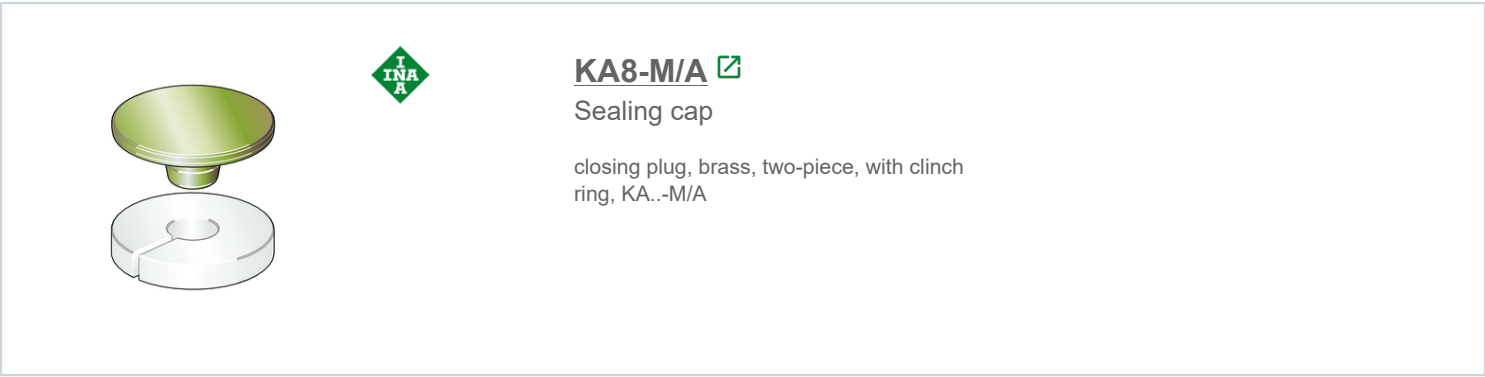 I
INA
A
KA8-M/A
Sealing cap
closing plug, brass, two-piece, with clinch
ring, KA..-M/A